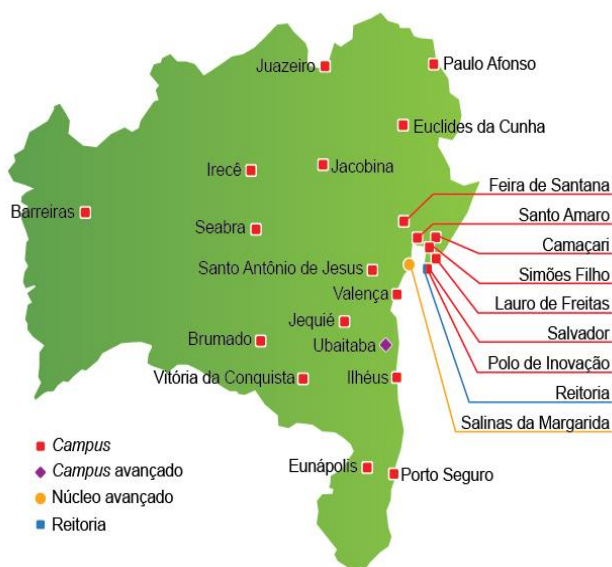 Juazeiro
Paulo Afonso
Euclides da Cunha
Irecê
Jacobina
Feira de Santana
Barreiras
Santo Amaro
Seabra
Camaçari
Santo Antônio de Jesus
Simões Filho
Valença
Lauro de Freitas
Jequié
Salvador
Brumado
Ubaitaba
Polo de Inovação
Vitória da Conquista
Ilhéus
Reitoria
Salinas da Margarida
Campus
Campus avançado
Eunápolis
Porto Seguro
Núcleo avançado
Reitoria